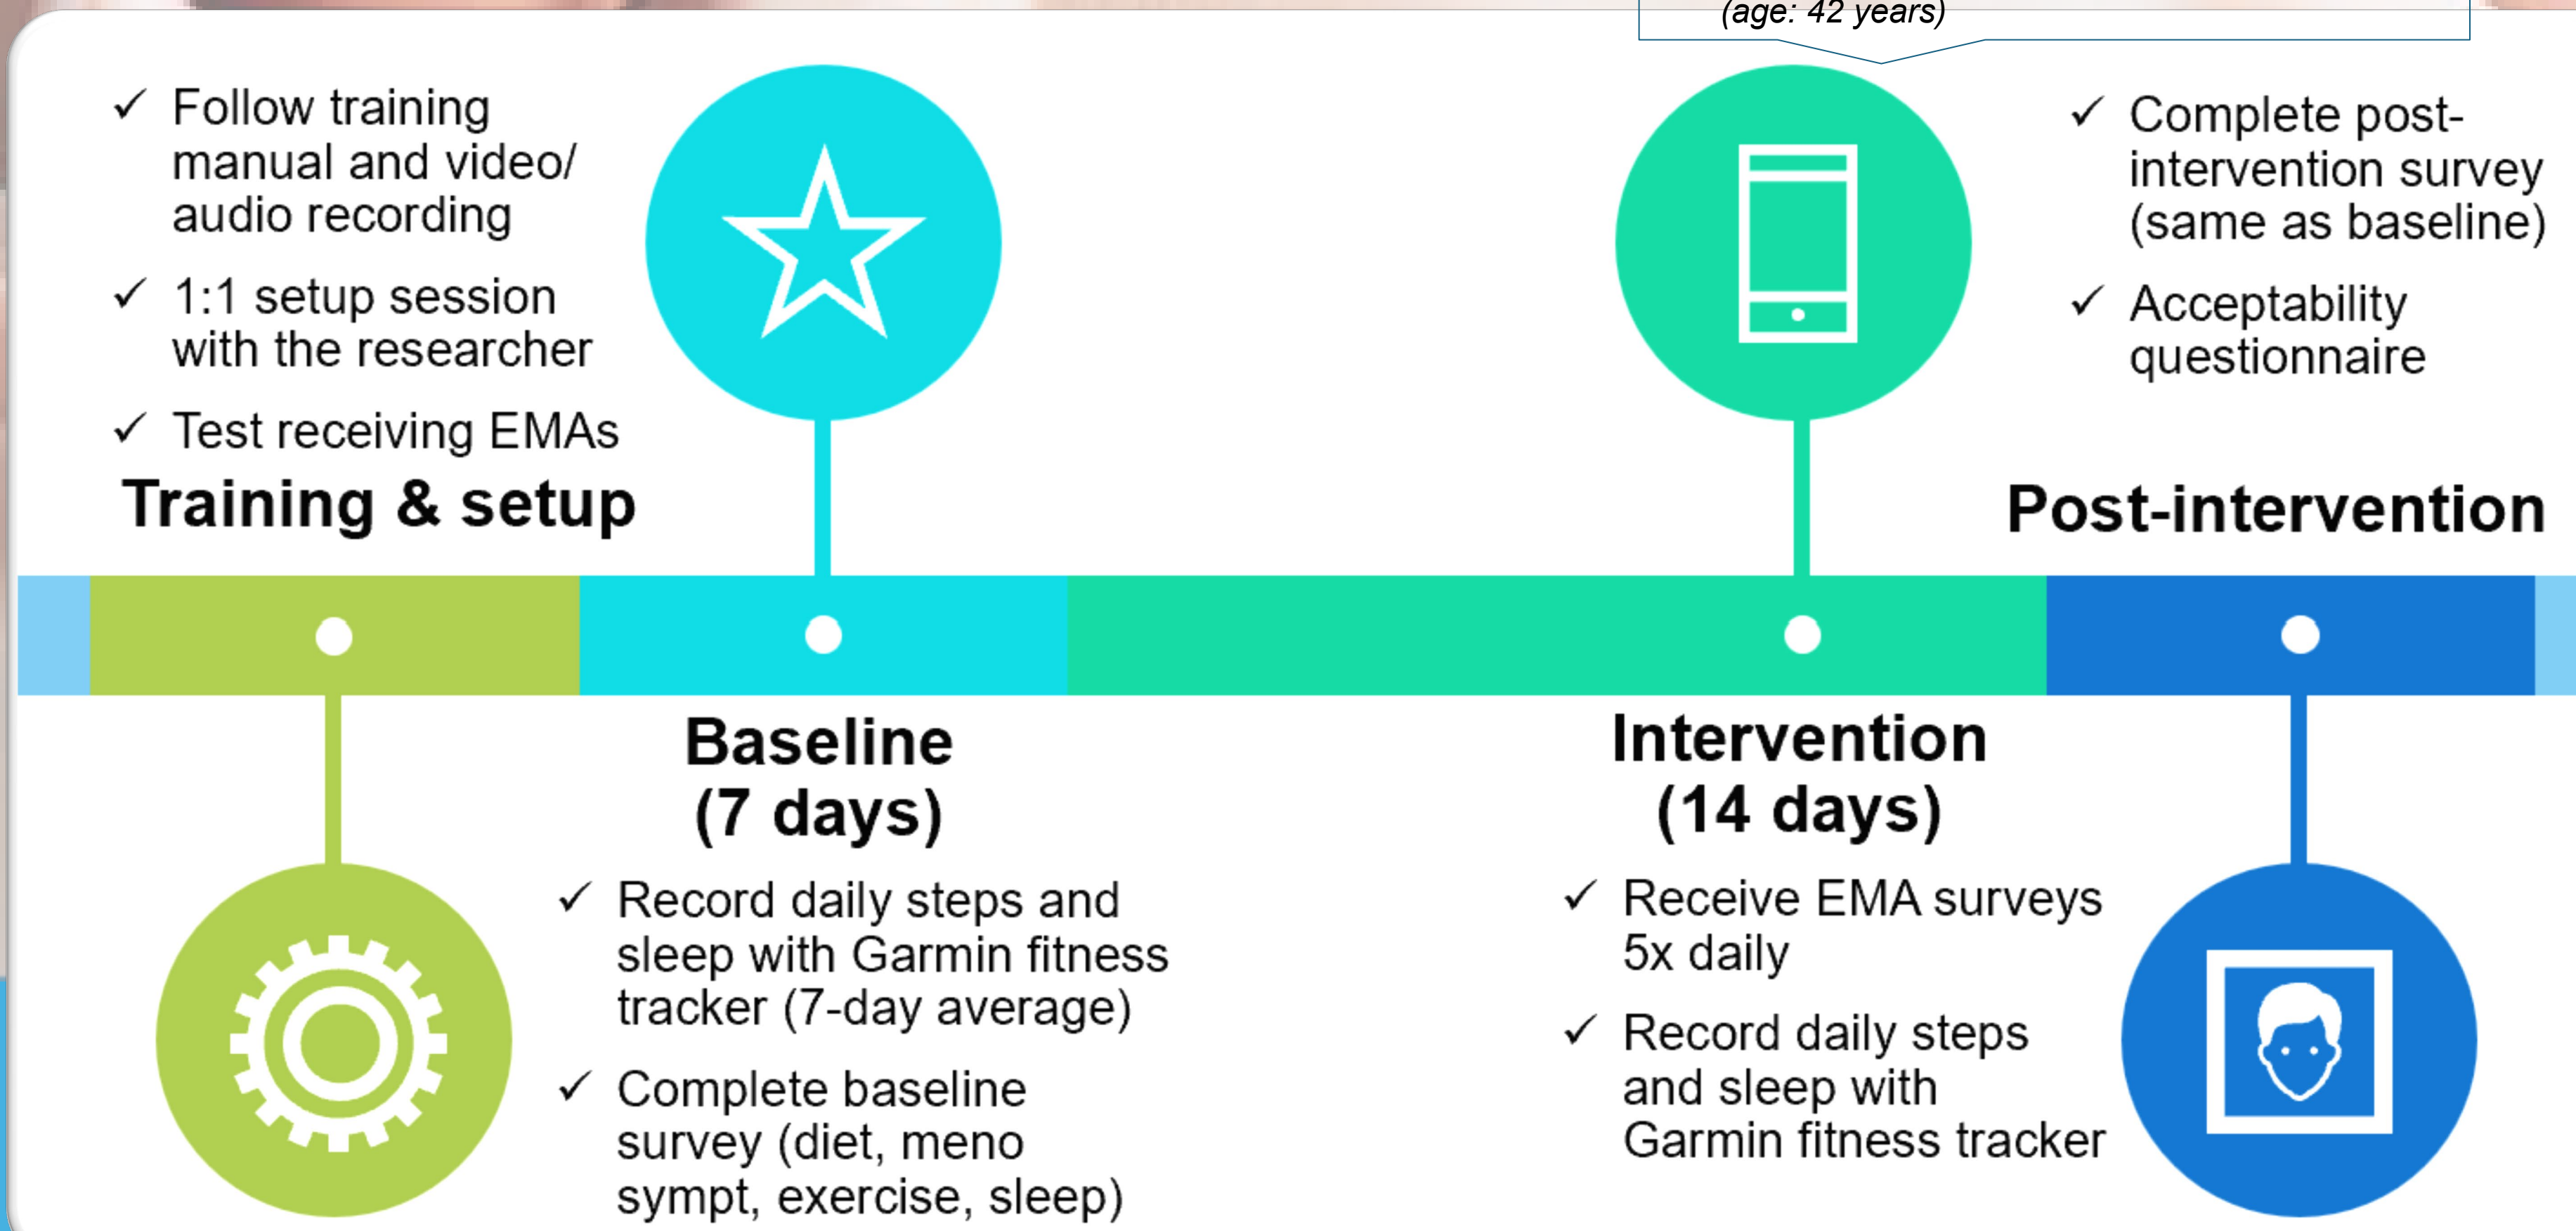 (age: 42 years)
✓ Follow training
manual and video/
audio recording
✓ 1:1 setup session
with the researcher
✓ Test receiving EMAs
Training & setup
✓ Complete post-
intervention survey
(same as baseline)
✓ Acceptability
questionnaire
Post-intervention
Baseline
(7 days)
✓ Record daily steps and
sleep with Garmin fitness
tracker (7-day average)
✓ Complete baseline
survey (diet, meno
sympt, exercise, sleep)
Intervention
(14 days)
✓ Receive EMA surveys
5x daily
✓ Record daily steps
and sleep with
Garmin fitness tracker